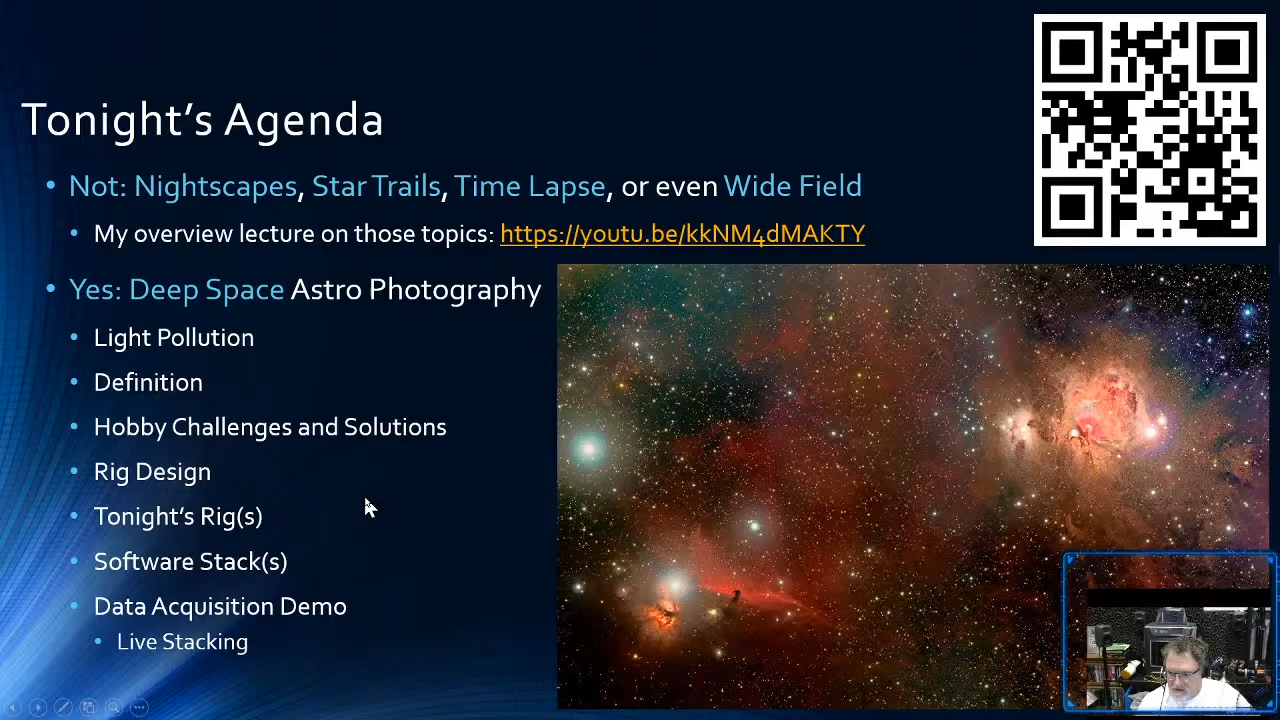 Tonight's Agenda
Not: Nightscapes, Star Trails, Time Lapse, or even Wide Field
My overview lecture on those topics: https://youtu.be/kkNM4dMAKTY
Yes: Deep Space Astro Photography
Light Pollution
Definition
Hobby Challenges and Solutions
Rig Design
Tonight's Rig(s)
Software Stack(s)
Data Acquisition Demo
Live Stacking